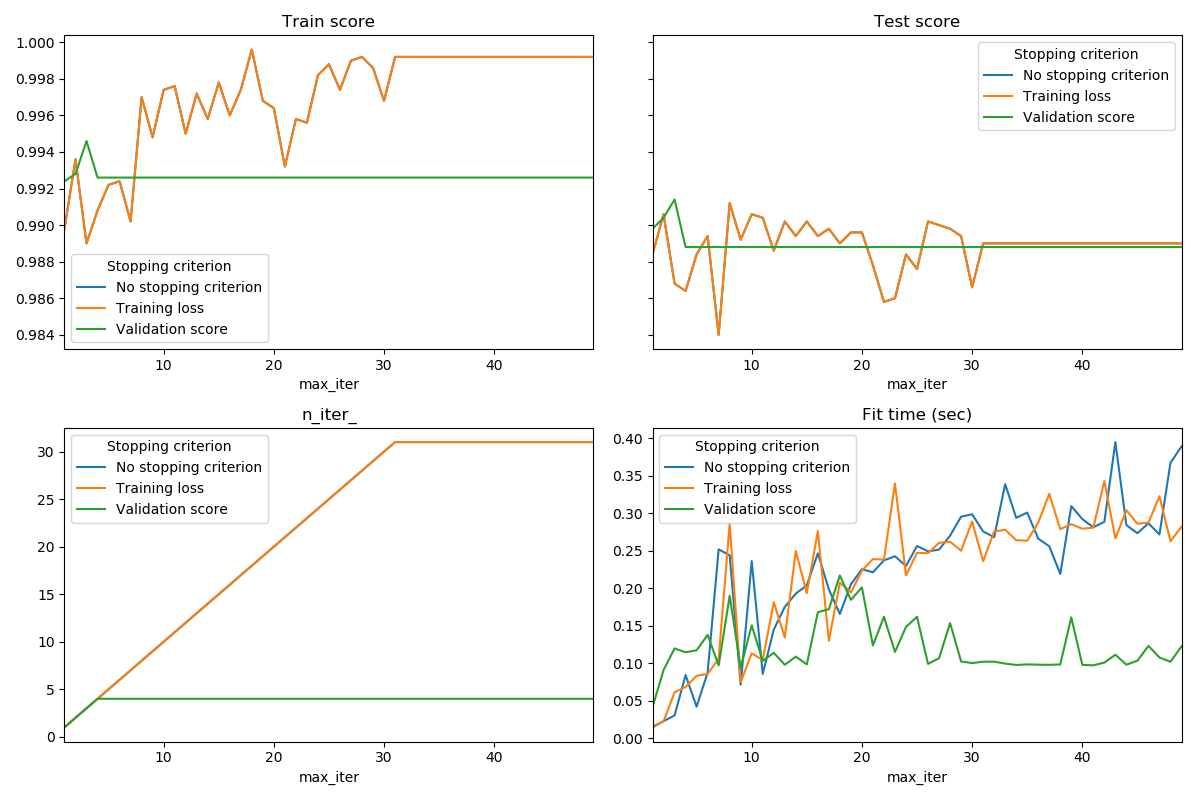 Train score
1.000
0.998
0.996
0.994
0.992
0.990
0.988
0.986
0.984
Stopping criterion
No stopping criterion
Training loss
Validation score
10 20 30 40
max_iter
Test score
Stopping criterion
No stopping criterion
Training loss
Validation score
10 20 30 40
max_iter
n_iter_
30
25
20
15
10
5
0
Stopping criterion
No stopping criterion
Training loss
Validation score
10 20 30 40
max_iter
Fit time (sec)
0.40
0.35
0.30
0.25
0.20
0.15
0.10
0.05
0.00
Stopping criterion
No stopping criterion
Training loss
Validation score
10 20 30 40
max_iter